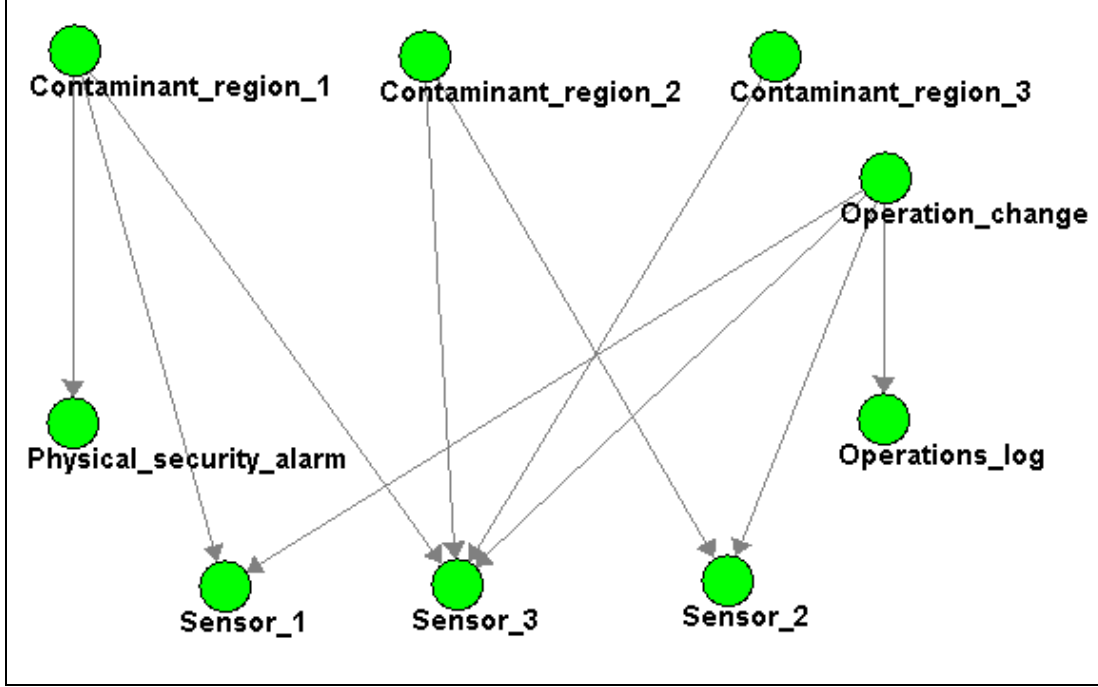 Contaminant_region_1
Contaminant_region_2
Contaminant_region_3
Operation_change
Physical_security_alarm
Operations_log
Sensor_1
Sensor_3
Sensor_2